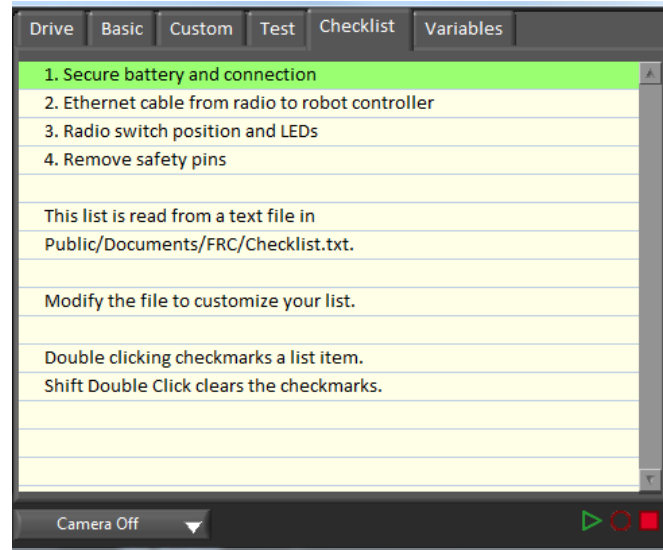 Drive Basic Custom Test Checklist Variables
1. Secure battery and connection
2. Ethernet cable from radio to robot controller
3. Radio switch position and LEDs
4. Remove safety pins
This list is read from a text file in
Public/Documents/FRC/Checklist.txt.
Modify the file to customize your list.
Double clicking checkmarks a list item.
Shift Double Click clears the checkmarks.
Camera Off